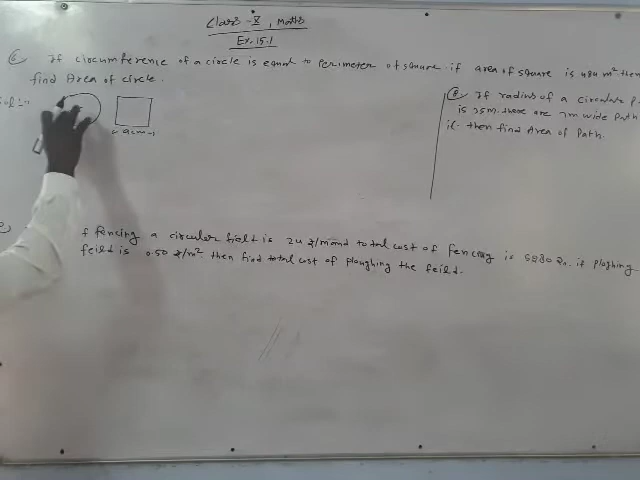 Class - X, Maths
Ex. 15.1
If circumference of a circle is equal to perimeter of square. if area of square is 484 m² then
find Area of circle.
If radius of a circular
is 35m. there are 7m wide path
it. then find Area of path.
f fencing a circular field is 24 ₹/m and total cost of fencing is 5280 Rs. if ploghing
feild is 0.50 ₹/m² then find total cost of ploughing the feild.